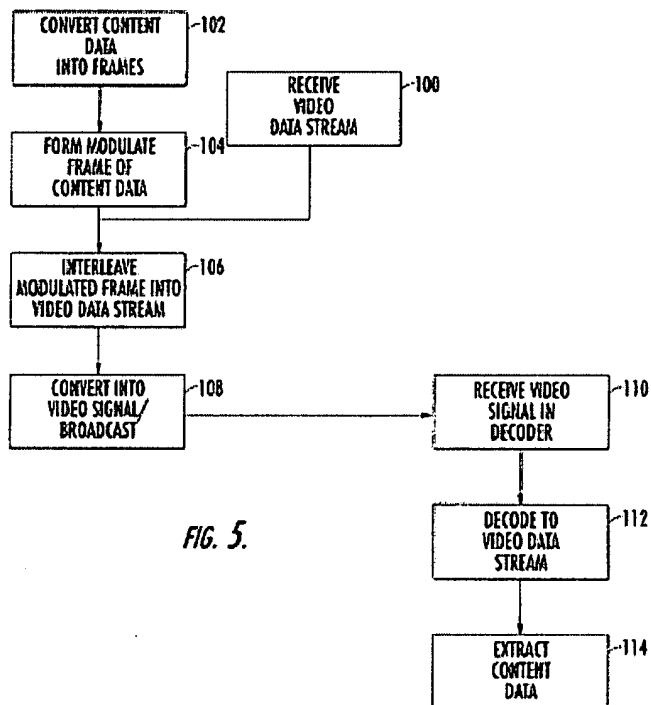 CONVERT CONTENT
DATA
INTO FRAMES
102
RECEIVE
VIDEO
DATA STREAM
100
FORM MODULATE
FRAME OF
CONTENT DATA
104
INTERLEAVE
MODULATED FRAME INTO
VIDEO DATA STREAM
106
CONVERT INTO
VIDEO SIGNAL/
BROADCAST
108
RECEIVE VIDEO
SIGNAL IN
DECODER
110
DECODE TO
VIDEO DATA
STREAM
112
EXTRACT
CONTENT
DATA
114
FIG. 5.